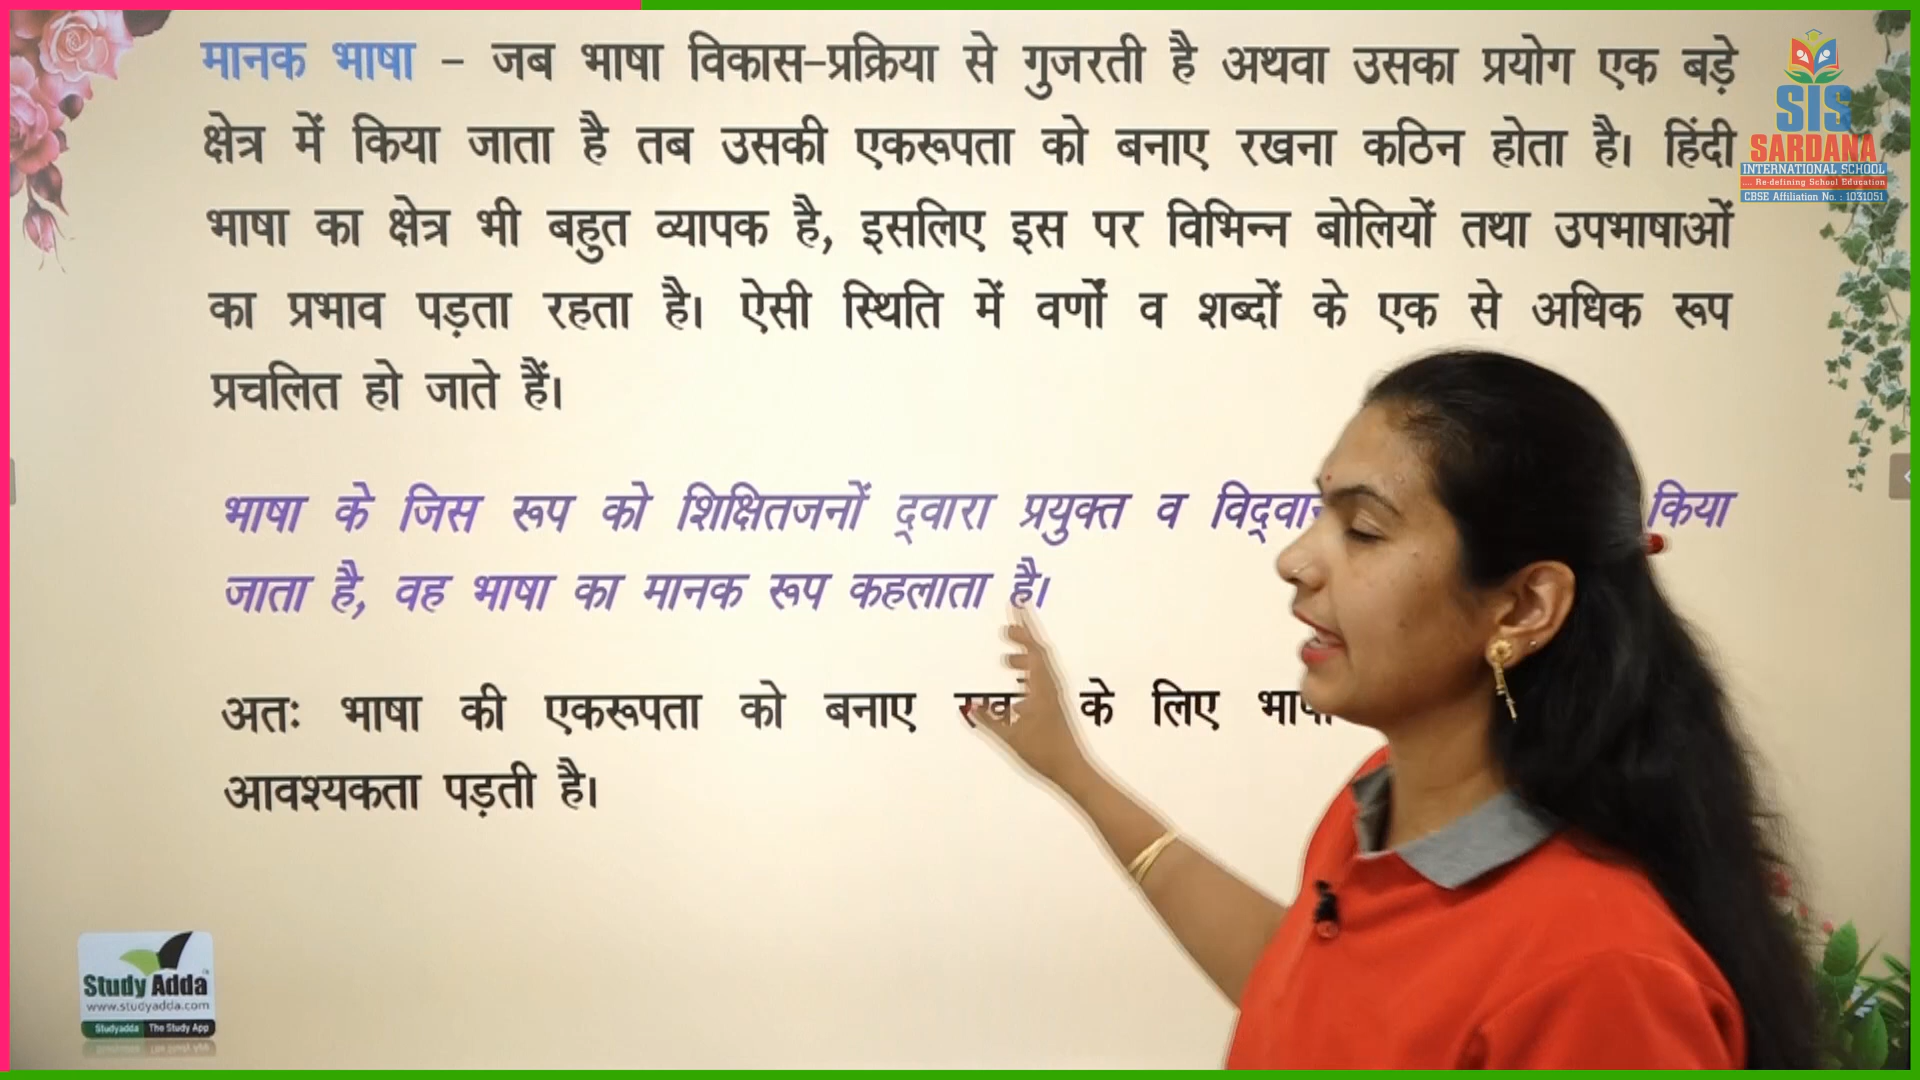 मानक भाषा - जब भाषा विकास-प्रक्रिया से गुजरती है अथवा उसका प्रयोग एक बड़े
क्षेत्र में किया जाता है तब उसकी एकरूपता को बनाए रखना कठिन होता है। हिंदी
भाषा का क्षेत्र भी बहुत व्यापक है, इसलिए इस पर विभिन्न बोलियों तथा उपभाषाओं
का प्रभाव पड़ता रहता है। ऐसी स्थिति में वर्णों व शब्दों के एक से अधिक रूप
प्रचलित हो जाते हैं।
भाषा के जिस रूप को शिक्षितजनों द्‌वारा प्रयुक्त व किया
जाता है, वह भाषा का मानक रूप कहलाता है।
अतः भाषा की एकरूपता को बनाए के लिए
आवश्यकता पड़ती है।
SIS
SARDANA
INTERNATIONAL SCHOOL
.... Re-defining School Education
CBSE Affiliation No. : 1031051
Study Adda
www.studyadda.com
Studyadda The Study App